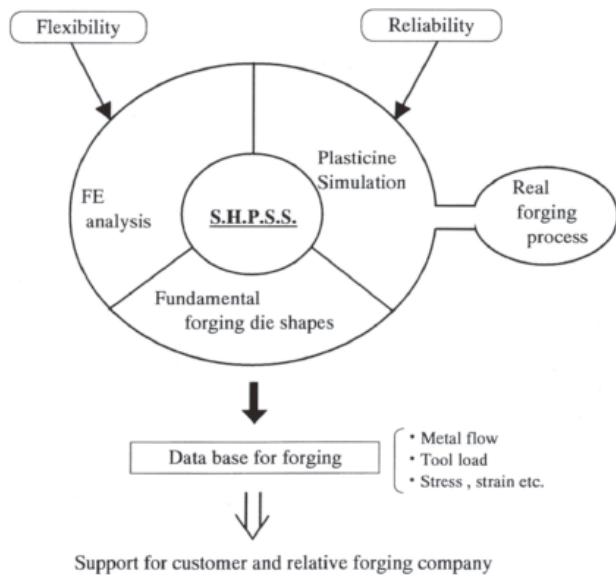 Flexibility
Reliability
Plasticine
Simulation
FE
analysis
S.H.P.S.S.
Real
forging
process
Fundamental
forging die shapes
Data base for forging
• Metal flow
• Tool load
• Stress , strain etc.
Support for customer and relative forging company